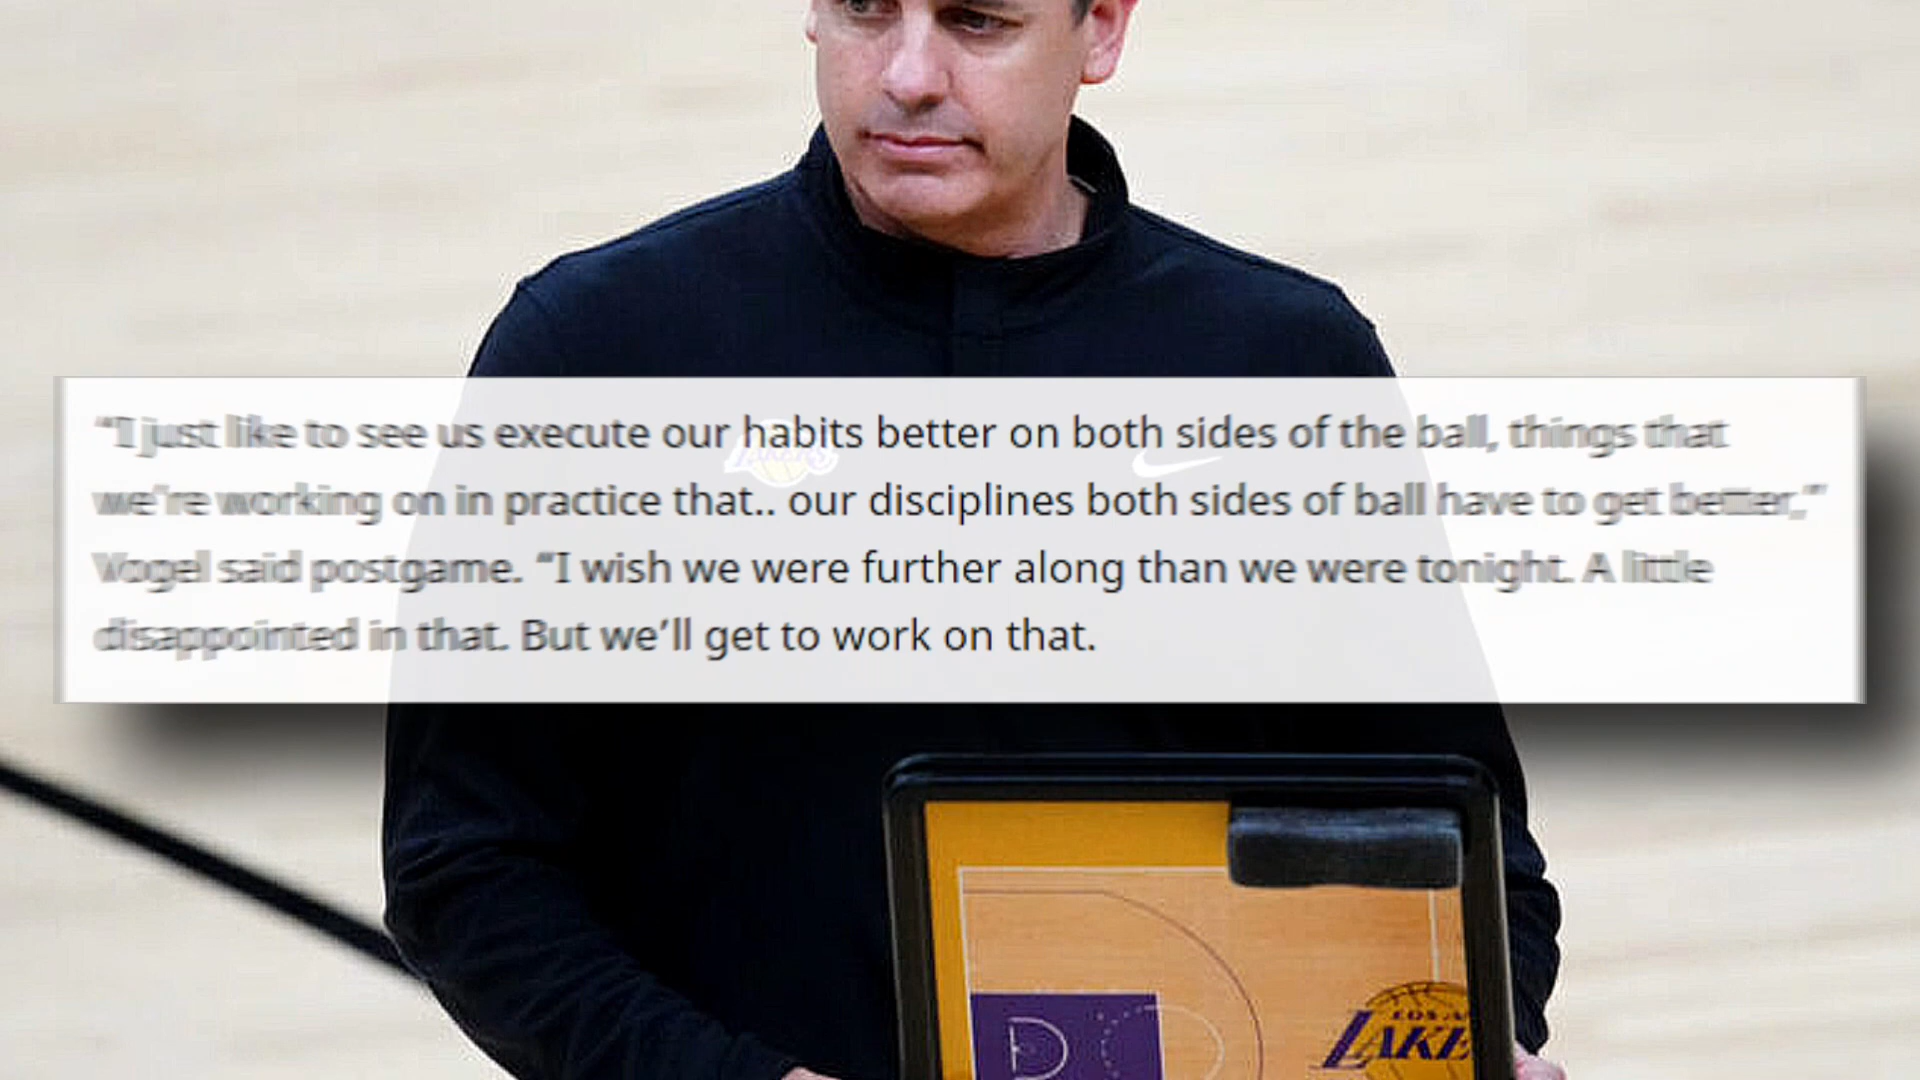 “I just like to see us execute our habits better on both sides of the ball, things that
we’re working on in practice that.. our disciplines both sides of ball have to get better,”
Vogel said postgame. “I wish we were further along than we were tonight. A little
disappointed in that. But we’ll get to work on that.
LAKERS
LOS A
LAKE